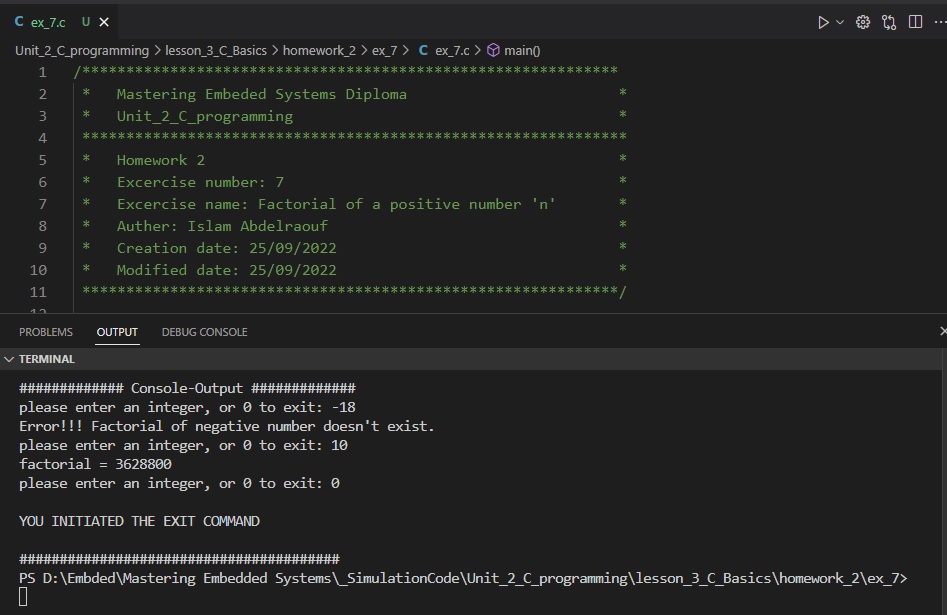 C ex_7.c U ×
Unit_2_C_programming > lesson_3_C_Basics > homework_2 > ex_7 > C ex_7.c > main()
1 /*************************************************************
2 * Mastering Embeded Systems Diploma *
3 * Unit_2_C_programming *
4 **************************************************************
5 * Homework 2 *
6 * Excercise number: 7 *
7 * Excercise name: Factorial of a positive number 'n' *
8 * Auther: Islam Abdelraouf *
9 * Creation date: 25/09/2022 *
10 * Modified date: 25/09/2022 *
11 *************************************************************/
12
PROBLEMS OUTPUT DEBUG CONSOLE
TERMINAL
############# Console-Output #############
please enter an integer, or 0 to exit: -18
Error!!! Factorial of negative number doesn't exist.
please enter an integer, or 0 to exit: 10
factorial = 3628800
please enter an integer, or 0 to exit: 0
YOU INITIATED THE EXIT COMMAND
########################################
PS D:\Embded\Mastering Embedded Systems\_SimulationCode\Unit_2_C_programming\lesson_3_C_Basics\homework_2\ex_7>